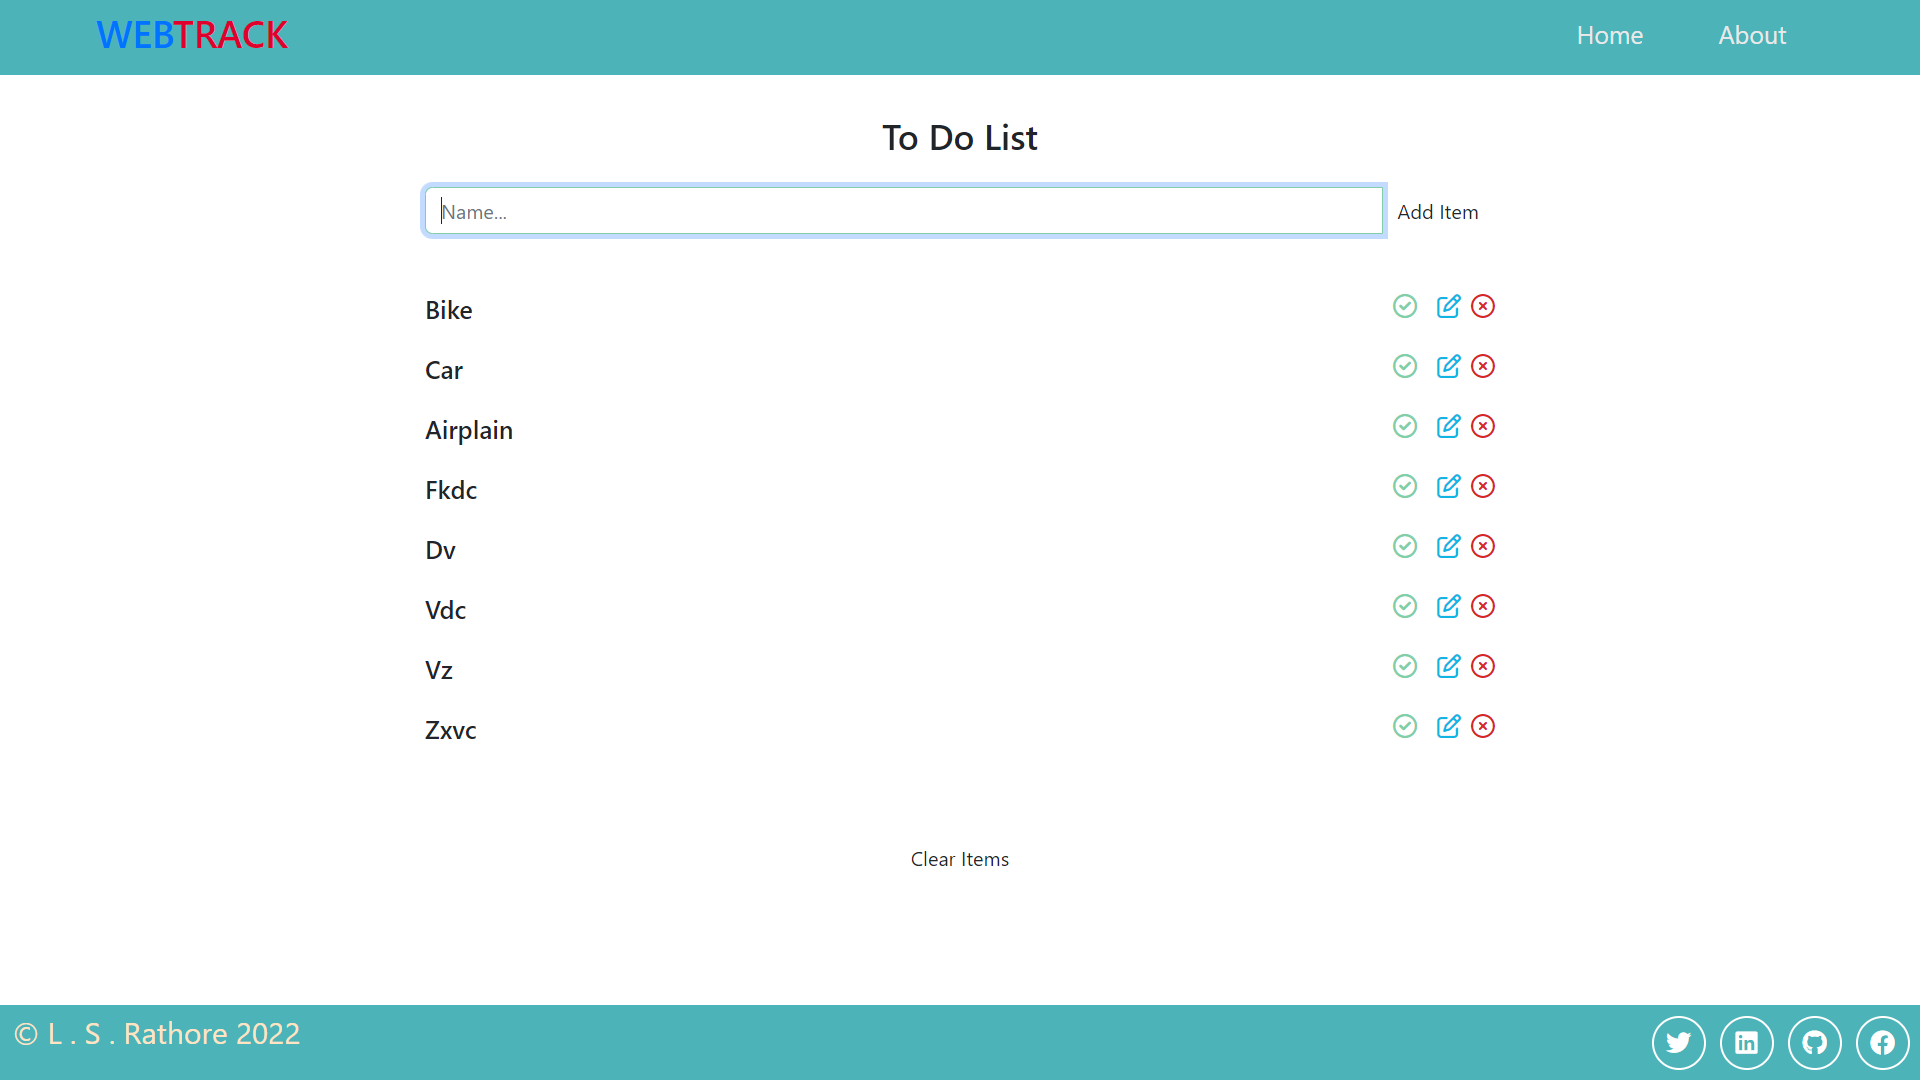 WEBTRACK
Home
About
To Do List
Name...
Add Item
Bike
Car
Airplain
Fkdc
Dv
Vdc
Vz
Zxvc
Clear Items
© L . S . Rathore 2022